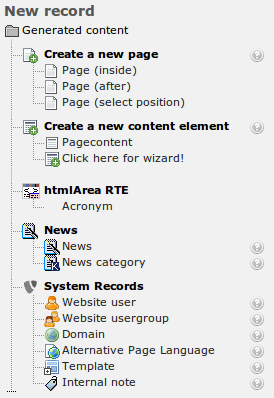 New record
Generated content
Create a new page
Page (inside)
Page (after)
Page (select position)
Create a new content element
Pagecontent
Click here for wizard!
htmlArea RTE
Acronym
News
News
News category
System Records
Website user
Website usergroup
Domain
Alternative Page Language
Template
Internal note